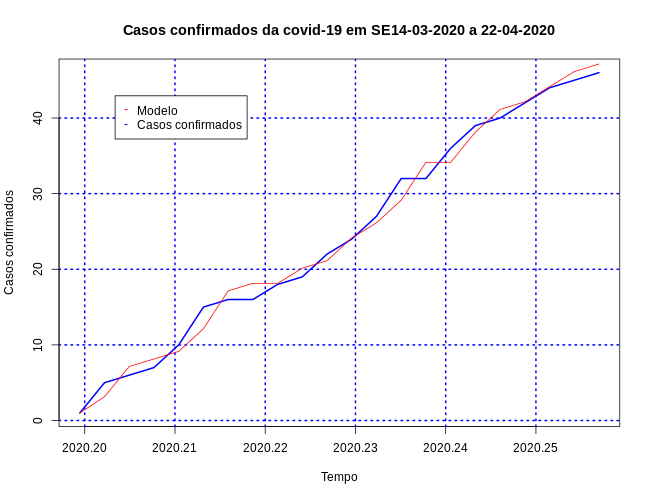 Casos confirmados da covid-19 em SE14-03-2020 a 22-04-2020
Casos confirmados
40
30
20
10
0
- Modelo
- Casos confirmados
2020.20 2020.21 2020.22 2020.23 2020.24 2020.25
Tempo